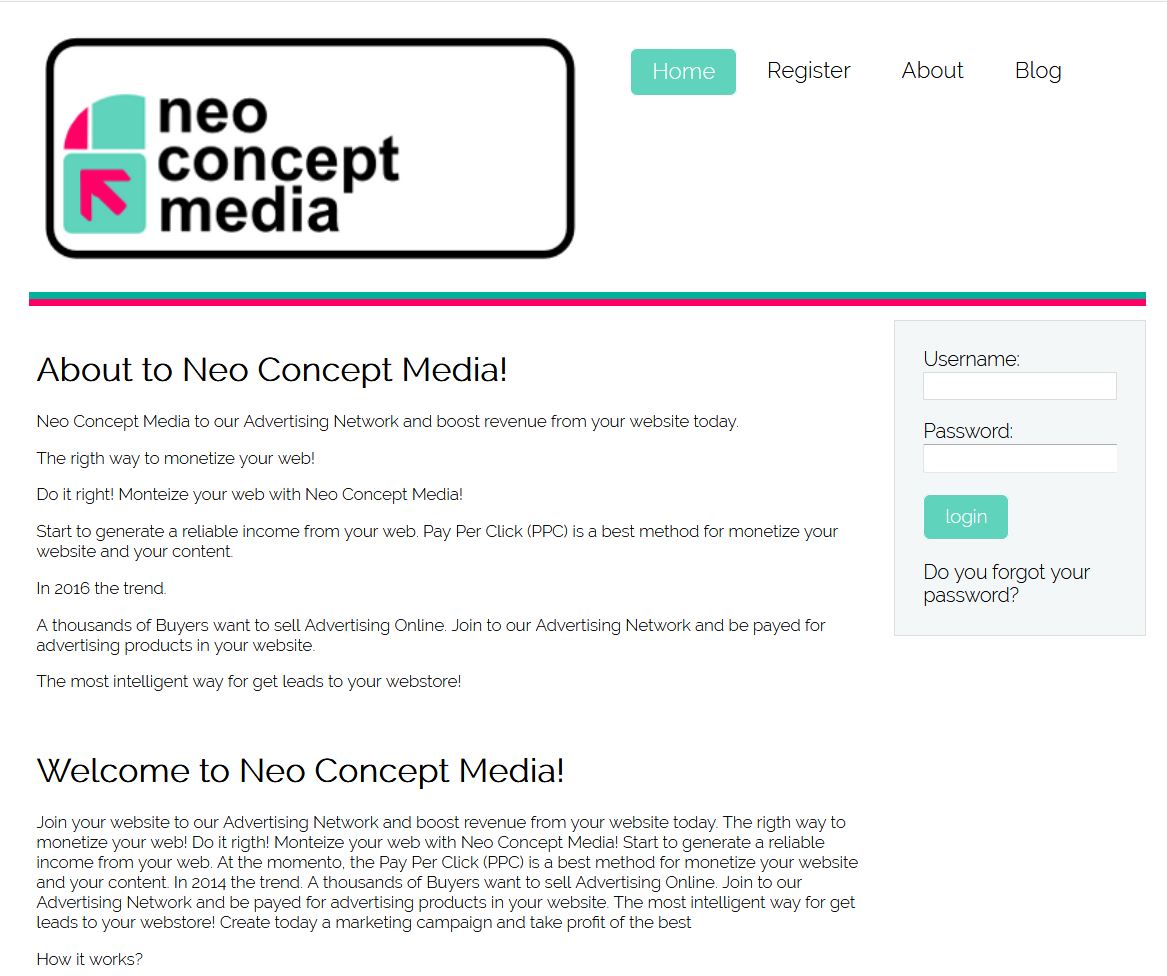 neo
concept
media
Home Register About Blog
About to Neo Concept Media!
Neo Concept Media to our Advertising Network and boost revenue from your website today.
The rigth way to monetize your web!
Do it right! Monteize your web with Neo Concept Media!
Start to generate a reliable income from your web. Pay Per Click (PPC) is a best method for monetize your
website and your content.
In 2016 the trend.
A thousands of Buyers want to sell Advertising Online. Join to our Advertising Network and be payed for
advertising products in your website.
The most intelligent way for get leads to your webstore!
Username:
Password:
login
Do you forgot your
password?
Welcome to Neo Concept Media!
Join your website to our Advertising Network and boost revenue from your website today. The rigth way to
monetize your web! Do it rigth! Monteize your web with Neo Concept Media! Start to generate a reliable
income from your web. At the momento, the Pay Per Click (PPC) is a best method for monetize your website
and your content. In 2014 the trend. A thousands of Buyers want to sell Advertising Online. Join to our
Advertising Network and be payed for advertising products in your website. The most intelligent way for get
leads to your webstore! Create today a marketing campaign and take profit of the best
How it works?